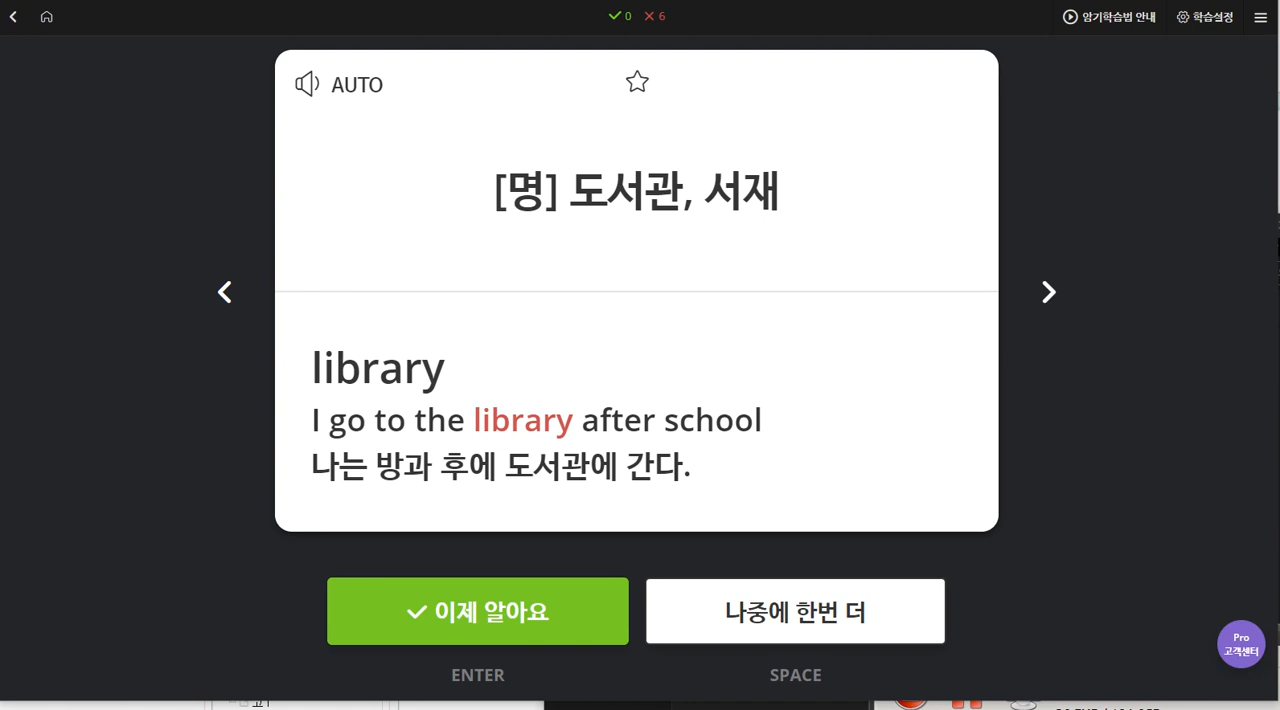 0 6
암기학습법 안내
학습설정
AUTO
[명] 도서관, 서재
library
I go to the library after school
나는 방과 후에 도서관에 간다.
이제 알아요
나중에 한번 더
ENTER
SPACE
Pro
고객센터